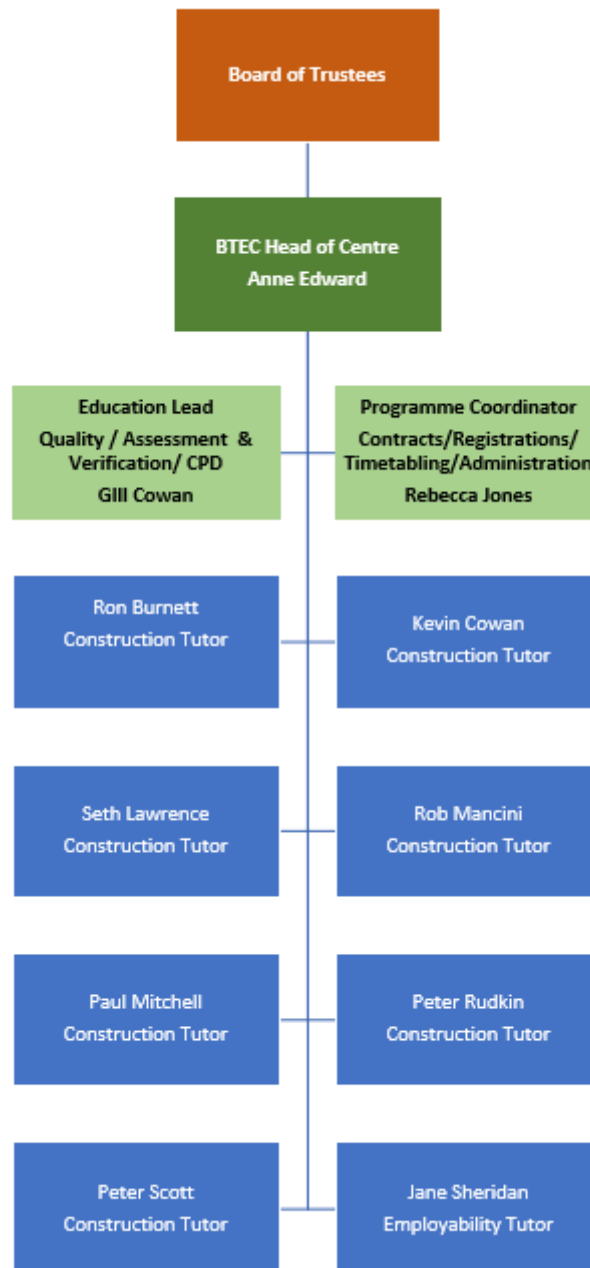 Board of Trustees
BTEC Head of Centre
Anne Edward
Education Lead
Quality / Assessment &
Verification/ CPD
GIll Cowan
Programme Coordinator
Contracts/Registrations/
Timetabling/Administration
Rebecca Jones
Ron Burnett
Construction Tutor
Kevin Cowan
Construction Tutor
Seth Lawrence
Construction Tutor
Rob Mancini
Construction Tutor
Paul Mitchell
Construction Tutor
Peter Rudkin
Construction Tutor
Peter Scott
Construction Tutor
Jane Sheridan
Employability Tutor